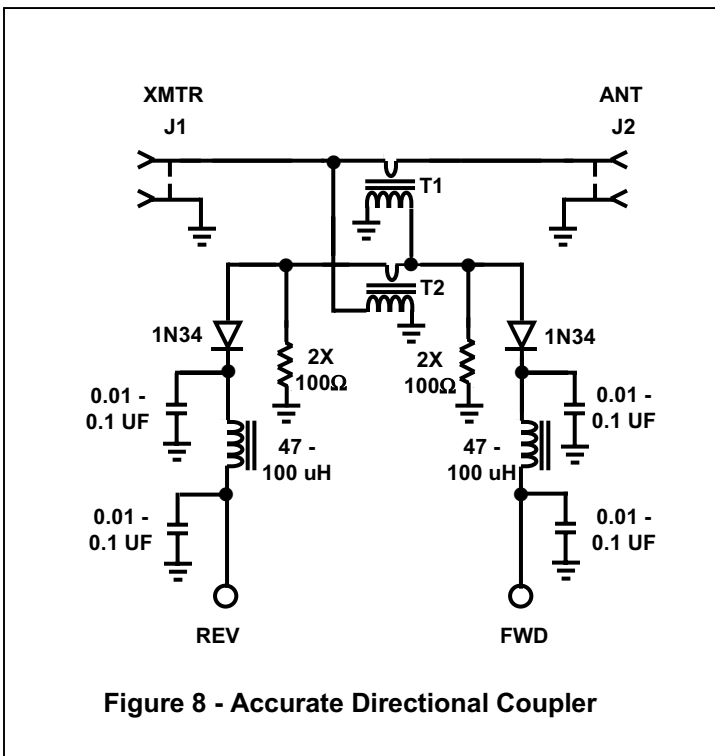 XMTR
J1
ANT
J2
T1
T2
1N34
2X
100Ω
2X
100Ω
1N34
0.01 -
0.1 UF
47 -
100 uH
47 -
100 uH
0.01 -
0.1 UF
0.01 -
0.1 UF
0.01 -
0.1 UF
REV
FWD
Figure 8 - Accurate Directional Coupler